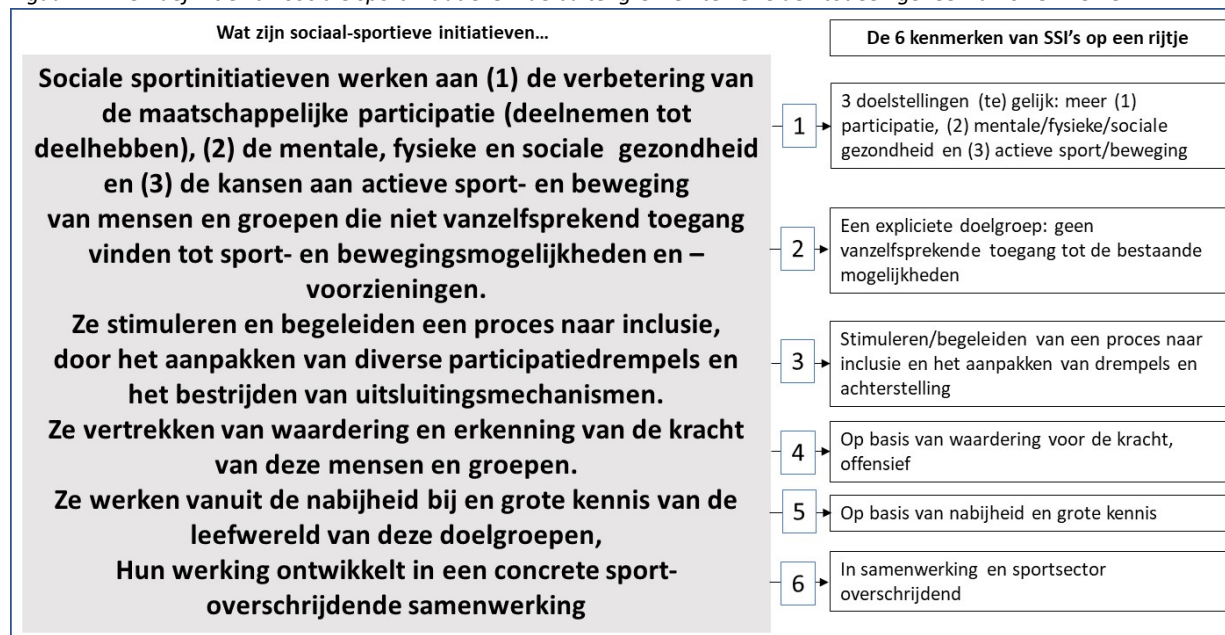 Wat zijn sociaal-sportieve initiatieven...
De 6 kenmerken van SSI's op een rijtje
Sociale sportinitiatieven werken aan (1) de verbetering van
de maatschappelijke participatie (deelnemen tot
deelhebben), (2) de mentale, fysieke en sociale gezondheid
en (3) de kansen aan actieve sport- en beweging
van mensen en groepen die niet vanzelfsprekend toegang
vinden tot sport- en bewegingsmogelijkheden en –
voorzieningen.
Ze stimuleren en begeleiden een proces naar inclusie,
door het aanpakken van diverse participatiedrempels en
het bestrijden van uitsluitingsmechanismen.
Ze vertrekken van waardering en erkenning van de kracht
van deze mensen en groepen.
Ze werken vanuit de nabijheid bij en grote kennis van de
leefwereld van deze doelgroepen,
Hun werking ontwikkelt in een concrete sport-
overschrijdende samenwerking
1
3 doelstellingen (te) gelijk: meer (1)
participatie, (2) mentale/fysieke/sociale
gezondheid en (3) actieve sport/beweging
2
Een expliciete doelgroep: geen
vanzelfsprekende toegang tot de bestaande
mogelijkheden
3
Stimuleren/begeleiden van een proces naar
inclusie en het aanpakken van drempels en
achterstelling
4
Op basis van waardering voor de kracht,
offensief
5
Op basis van nabijheid en grote kennis
6
In samenwerking en sportsector
overschrijdend